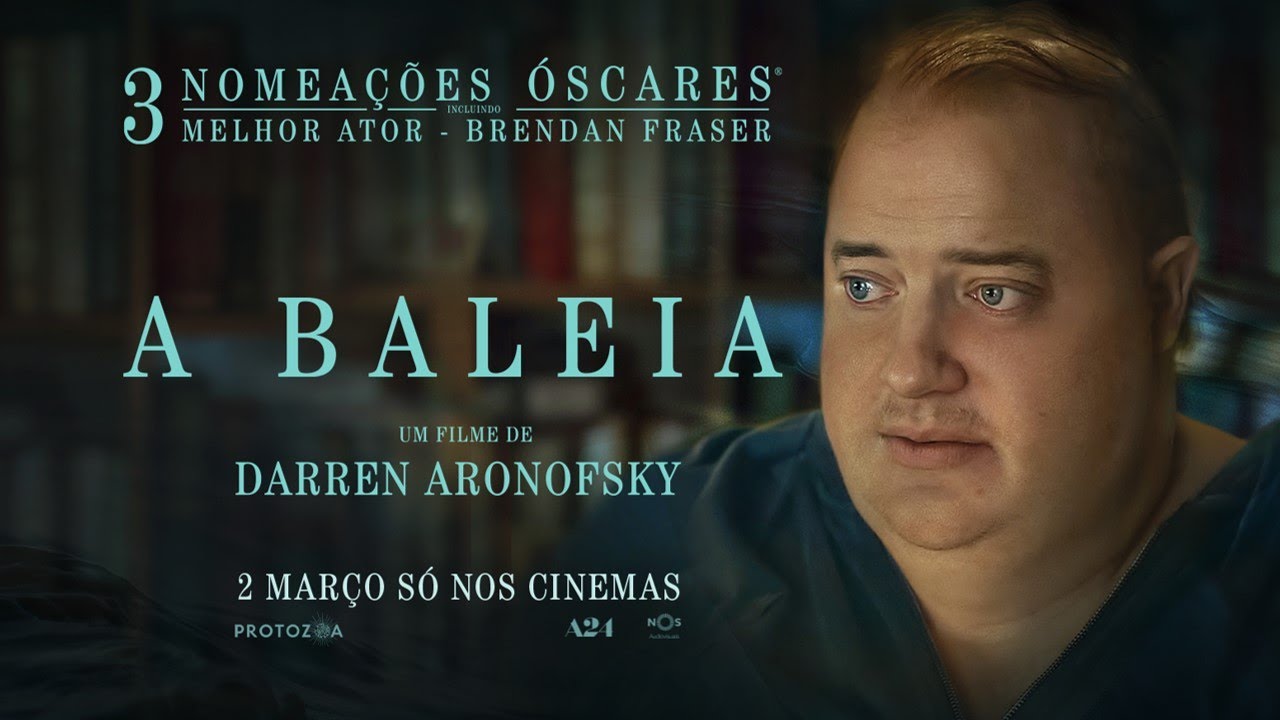 3 NOMEAÇÕES ÓSCARES®
INCLUINDO
MELHOR ATOR - BRENDAN FRASER
A BALEIA
UM FILME DE
DARREN ARONOFSKY
2 MARÇO SÓ NOS CINEMAS
PROTOZOA A24 NOS
Audiovisuais